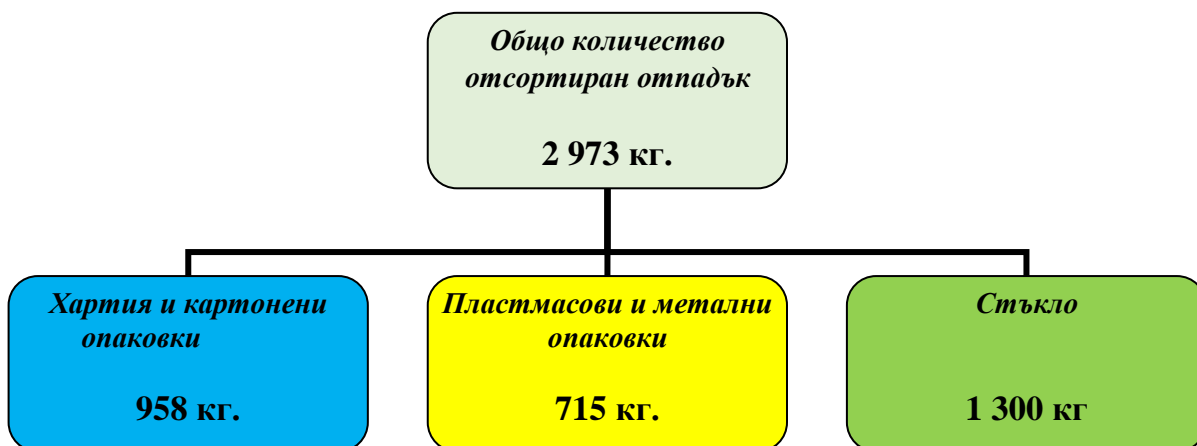 Общо количество
отсортиран отпадък
2 973 кг.
Хартия и картонени
опаковки
958 кг.
Пластмасови и метални
опаковки
715 кг.
Стъкло
1 300 кг